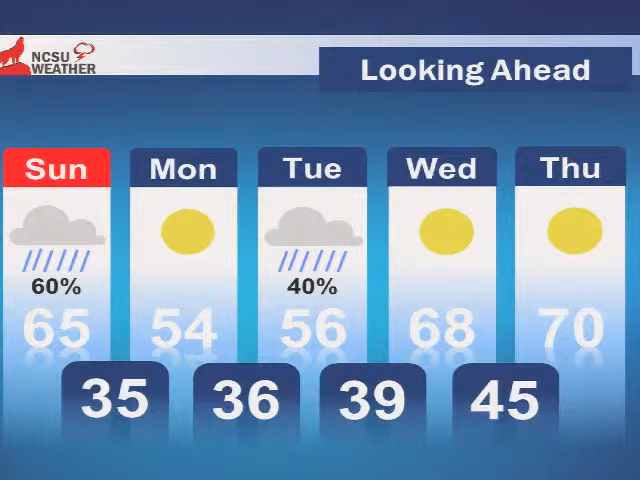 NCSU
WEATHER
Looking Ahead
Sun Mon Tue Wed Thu
60% 40%
65 54 56 68 70
35 36 39 45